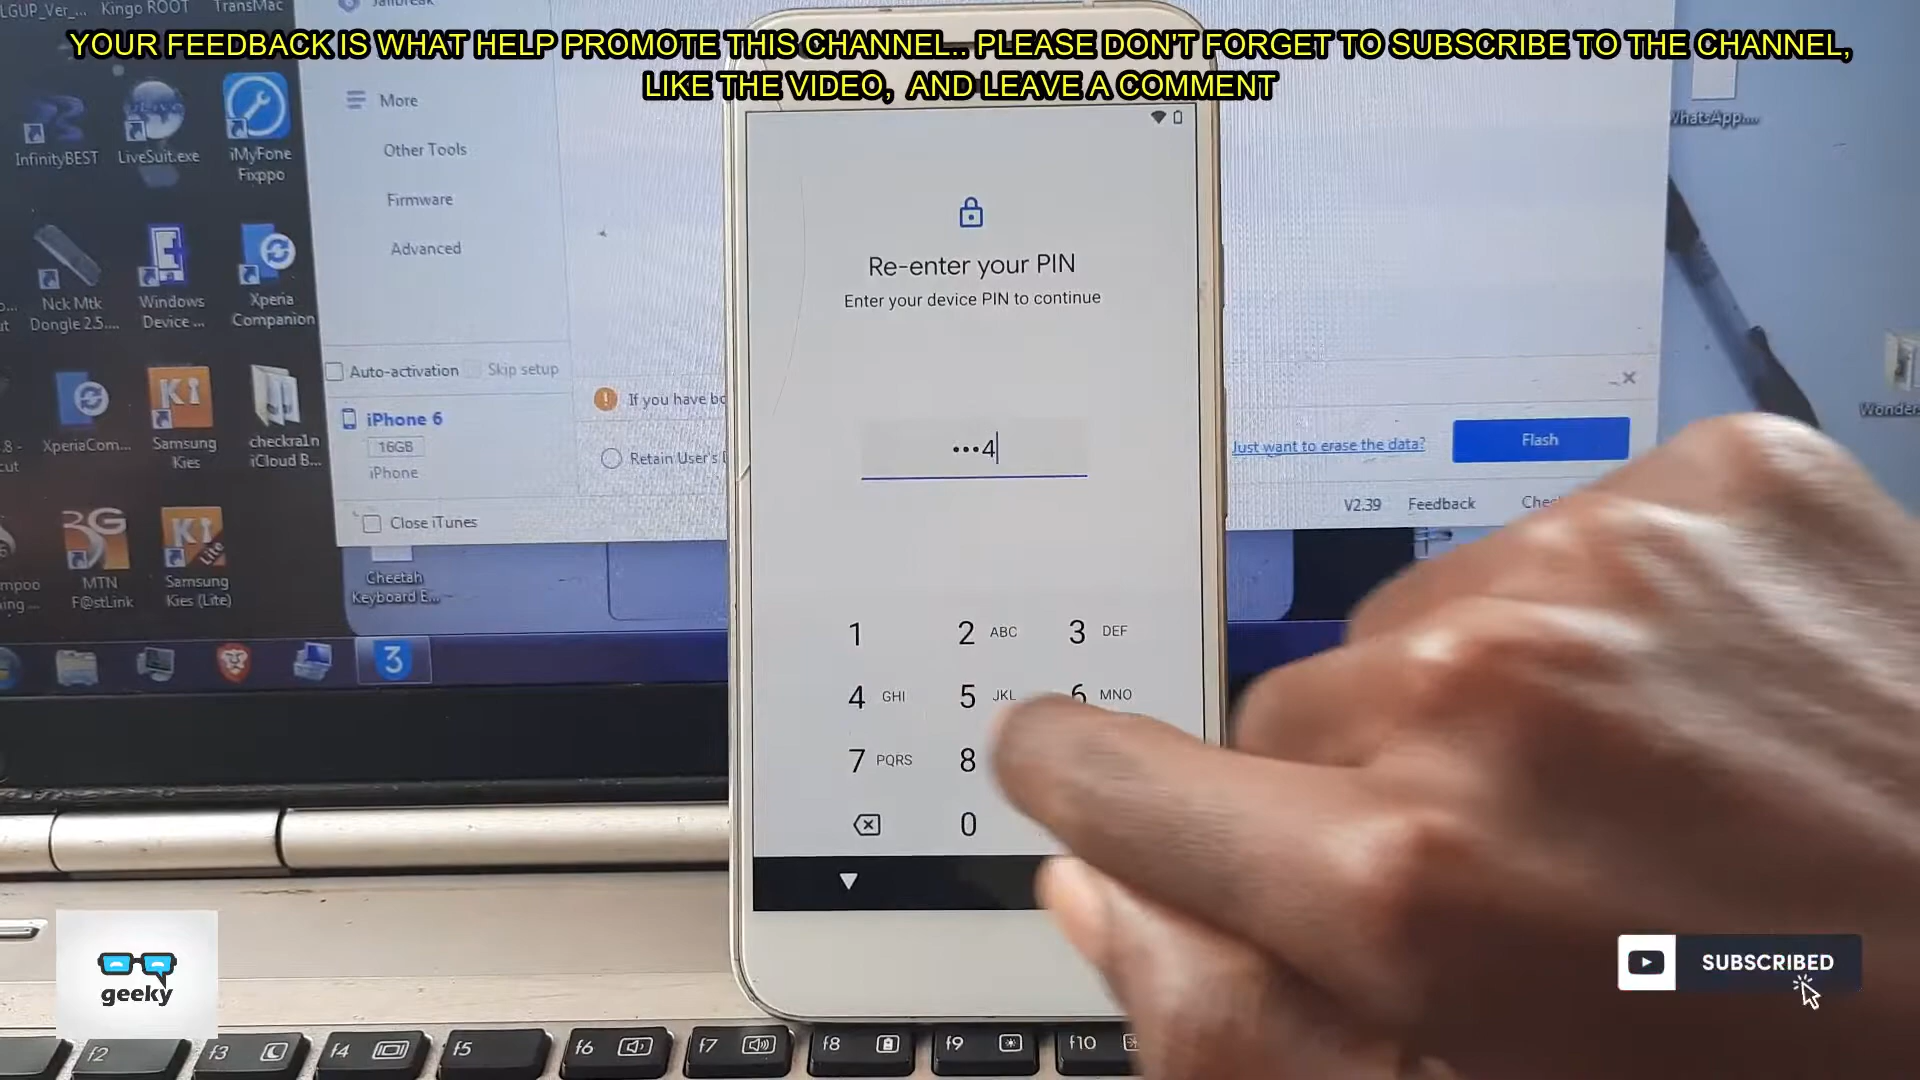 LGUP_Ver_... Kingo ROOT TransMac
YOUR FEEDBACK IS WHAT HELP PROMOTE THIS CHANNEL.. PLEASE DON'T FORGET TO SUBSCRIBE TO THE CHANNEL,
LIKE THE VIDEO, AND LEAVE A COMMENT
InfinityBEST
LiveSuit.exe
iMyFone
Fixppo
Nck Mtk
Dongle 2.5....
Windows
Device ...
Xperia
Companion
XperiaCom...
Samsung
Kies
checkra1n
iCloud B...
3G
MTN
F@stLink
Samsung
Kies (Lite)
More
Other Tools
Firmware
Advanced
Auto-activation
Skip setup
iPhone 6
16GB
iPhone
Close iTunes
Cheetah
Keyboard E...
If you have
Retain User's
Re-enter your PIN
Enter your device PIN to continue
•••4
1
2 ABC
3 DEF
4 GHI
5 JKL
6 MNO
7 PQRS
8
0
Just want to erase the data?
Flash
V2.39
Feedback
WhatsApp....
geeky
SUBSCRIBED
f2
f3
f4
f5
f6
f7
f8
f9
f10